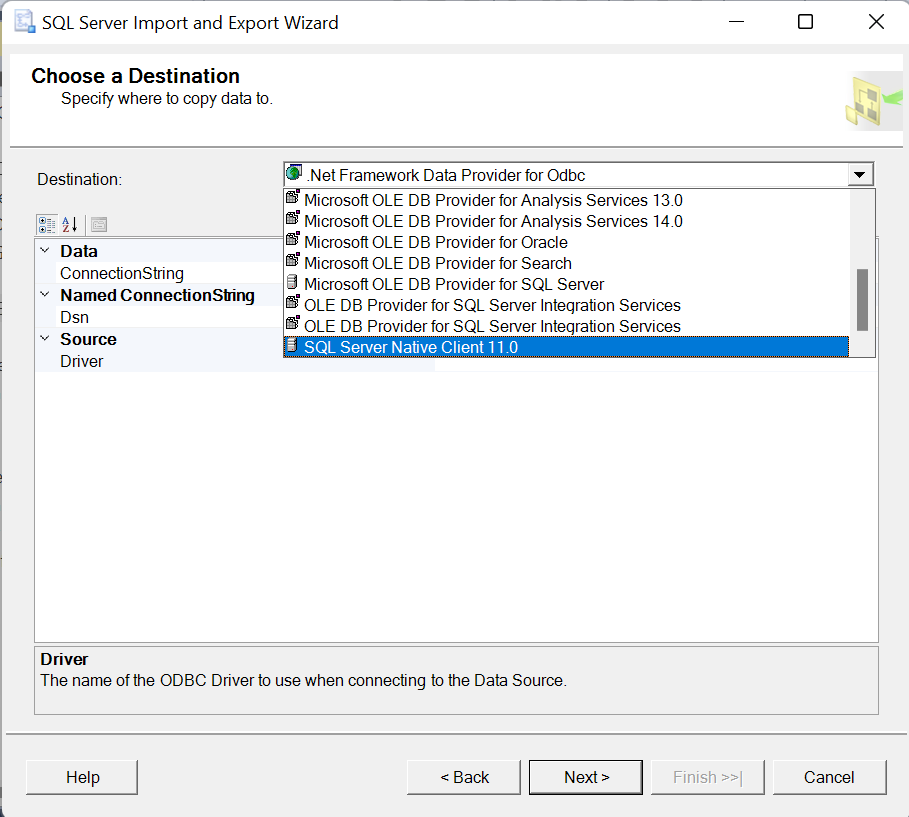 SQL Server Import and Export Wizard
Choose a Destination
Specify where to copy data to.
Destination:
.Net Framework Data Provider for Odbc
Microsoft OLE DB Provider for Analysis Services 13.0
Microsoft OLE DB Provider for Analysis Services 14.0
Microsoft OLE DB Provider for Oracle
Microsoft OLE DB Provider for Search
Microsoft OLE DB Provider for SQL Server
OLE DB Provider for SQL Server Integration Services
OLE DB Provider for SQL Server Integration Services
SQL Server Native Client 11.0
Data
ConnectionString
Named ConnectionString
Dsn
Source
Driver
Driver
The name of the ODBC Driver to use when connecting to the Data Source.
Help
< Back
Next >
Finish >>|
Cancel